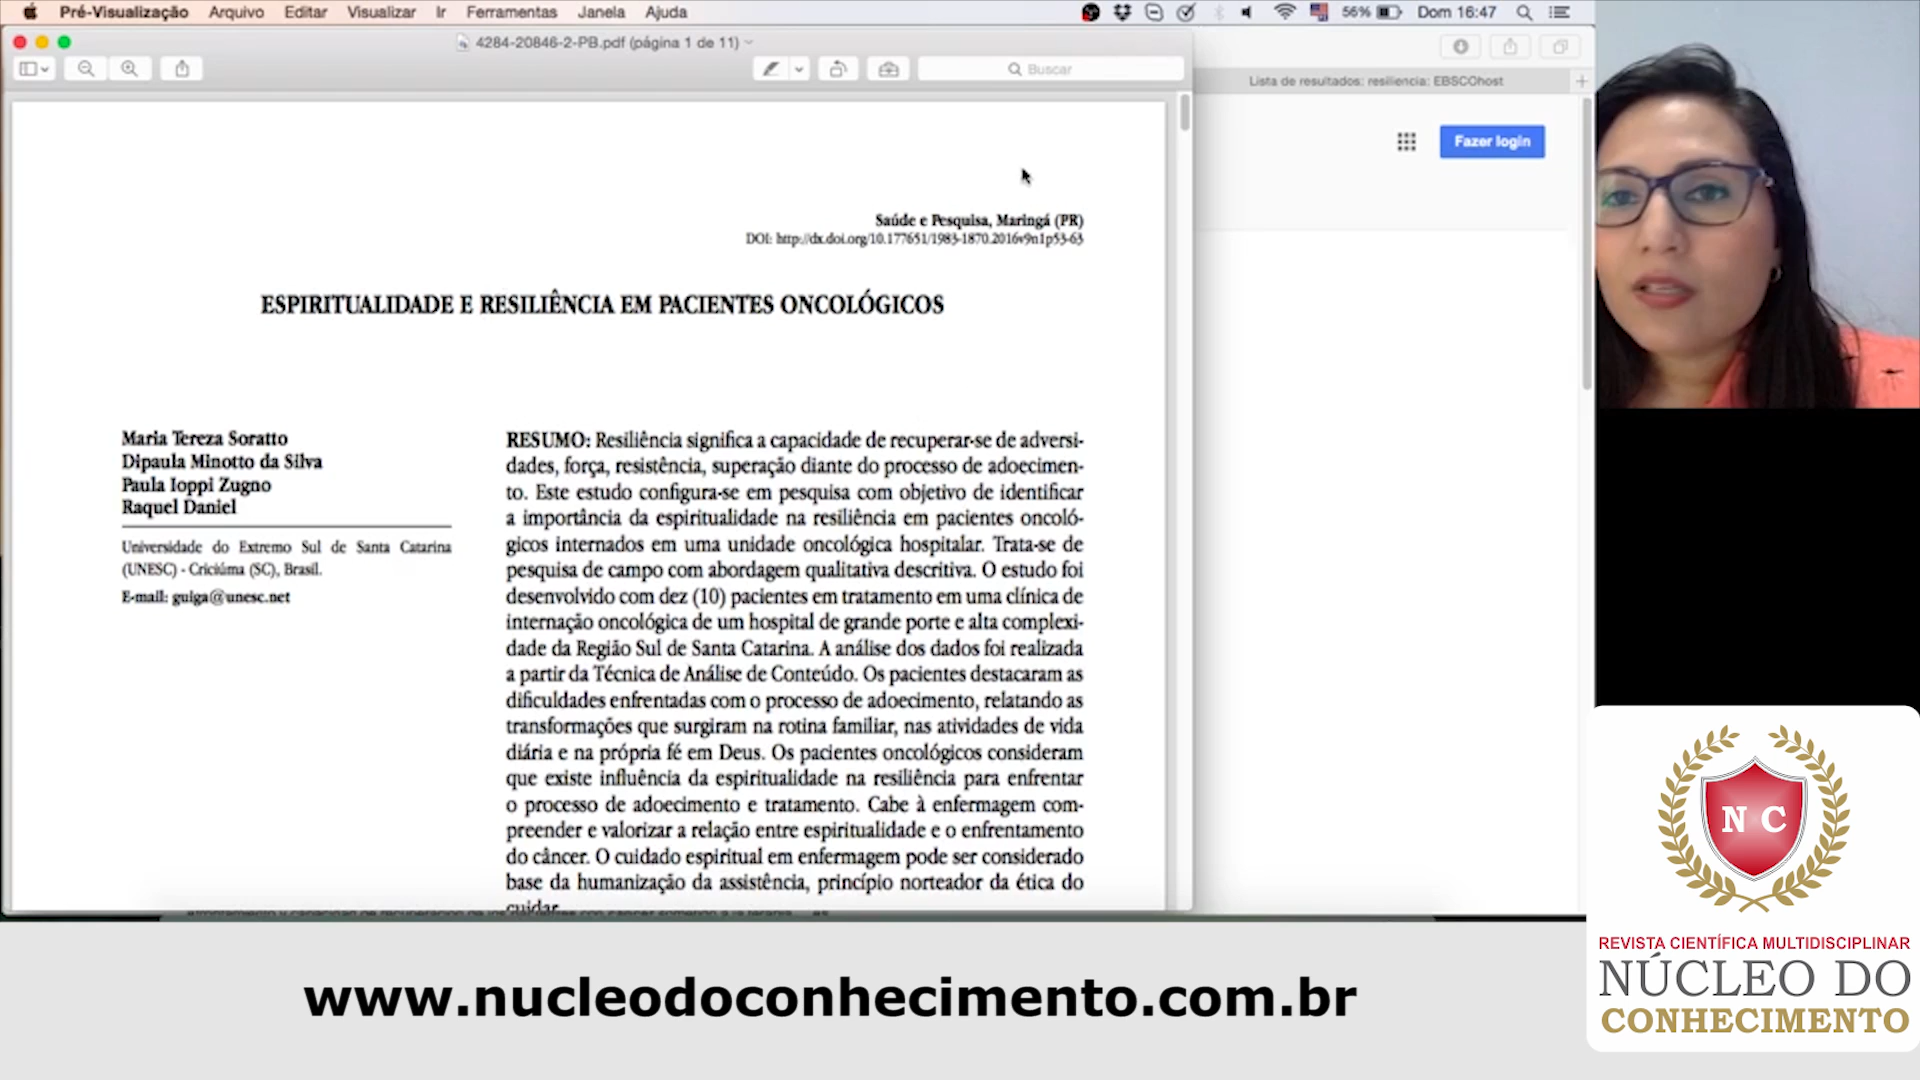 Pré-Visualização Arquivo Editar Visualizar Ir Ferramentas Janela Ajuda 56% Dom 16:47
4284-20846-2-PB.pdf (página 1 de 11)
Buscar
Lista de resultados: resiliencia: EBSCOhost
Fazer login
Saúde e Pesquisa, Maringá (PR)
DOI: http://dx.doi.org/10.177651/1983-1870.2016v9n1p53-63
ESPIRITUALIDADE E RESILIÊNCIA EM PACIENTES ONCOLÓGICOS
Maria Tereza Soratto
Dipaula Minotto da Silva
Paula Ioppi Zugno
Raquel Daniel
Universidade do Extremo Sul de Santa Catarina
(UNESC) - Criciúma (SC), Brasil.
E-mail: guiga@unesc.net
RESUMO: Resiliência significa a capacidade de recuperar-se de adversi-
dades, força, resistência, superação diante do processo de adoecimen-
to. Este estudo configura-se em pesquisa com objetivo de identificar
a importância da espiritualidade na resiliência em pacientes oncoló-
gicos internados em uma unidade oncológica hospitalar. Trata-se de
pesquisa de campo com abordagem qualitativa descritiva. O estudo foi
desenvolvido com dez (10) pacientes em tratamento em uma clínica de
internação oncológica de um hospital de grande porte e alta complexi-
dade da Região Sul de Santa Catarina. A análise dos dados foi realizada
a partir da Técnica de Análise de Conteúdo. Os pacientes destacaram as
dificuldades enfrentadas com o processo de adoecimento, relatando as
transformações que surgiram na rotina familiar, nas atividades de vida
diária e na própria fé em Deus. Os pacientes oncológicos consideram
que existe influência da espiritualidade na resiliência para enfrentar
o processo de adoecimento e tratamento. Cabe à enfermagem com-
preender e valorizar a relação entre espiritualidade e o enfrentamento
do câncer. O cuidado espiritual em enfermagem pode ser considerado
base da humanização da assistência, princípio norteador da ética do
cuidar.
www.nucleodoconhecimento.com.br
N C
REVISTA CIENTÍFICA MULTIDISCIPLINAR
NÚCLEO DO
CONHECIMENTO